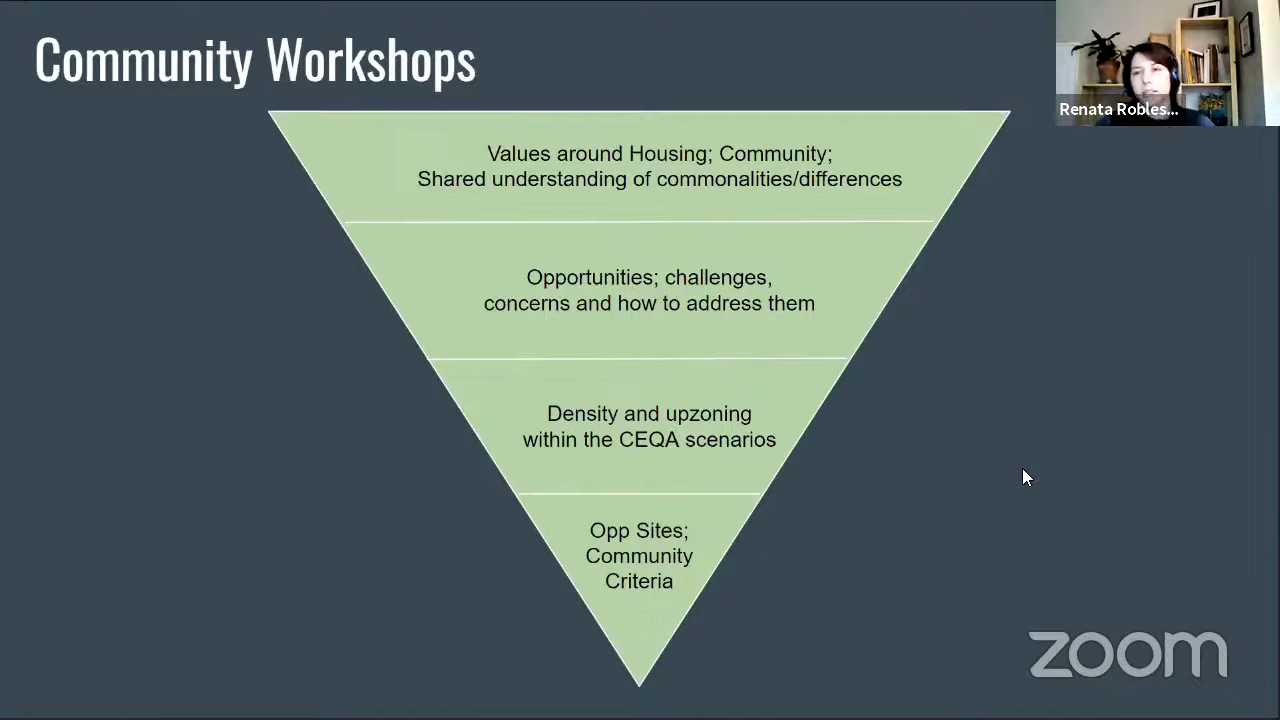 Community Workshops
Renata Robles...
Values around Housing; Community;
Shared understanding of commonalities/differences
Opportunities; challenges,
concerns and how to address them
Density and upzoning
within the CEQA scenarios
Opp Sites;
Community
Criteria
zoom